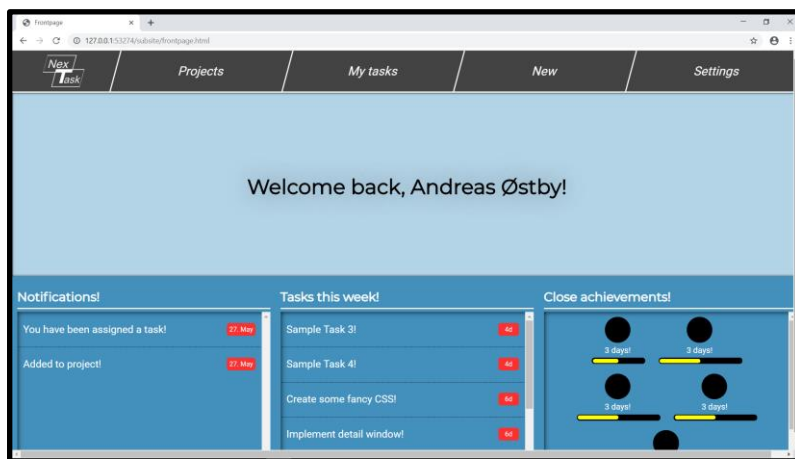 Frontpage
127.0.0.1:53274/subsite/frontpage.html
Nex
Task
Projects
My tasks
New
Settings
Welcome back, Andreas Østby!
Notifications!
You have been assigned a task!
27. May
Added to project!
27. May
Tasks this week!
Sample Task 3!
4d
Sample Task 4!
4d
Create some fancy CSS!
6d
Implement detail window!
6d
Close achievements!
3 days!
3 days!
3 days!
3 days!